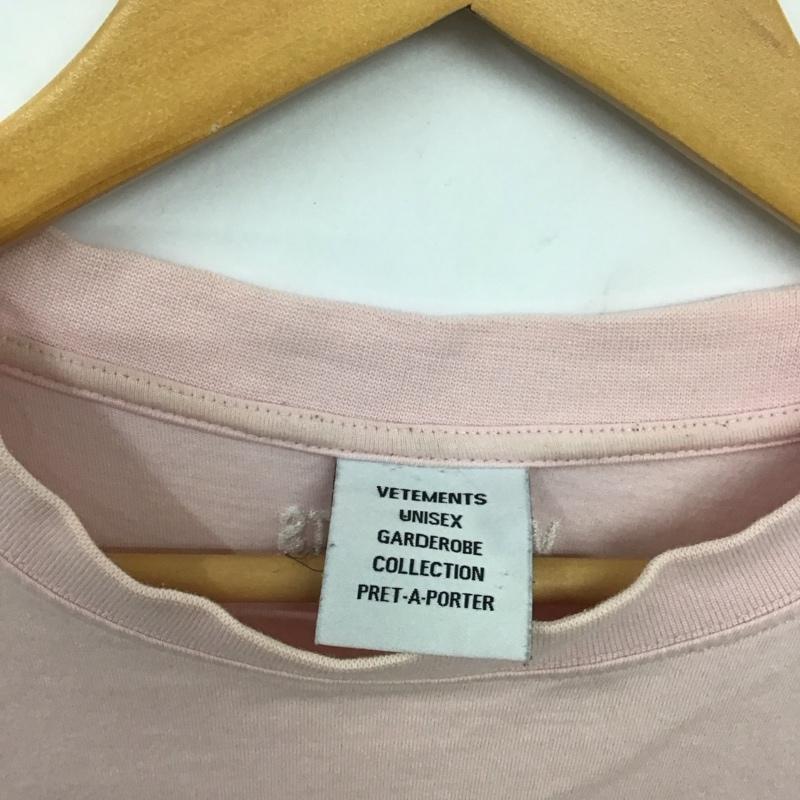 VETEMENTS
UNISEX
GARDEROBE
COLLECTION
PRET-A-PORTER